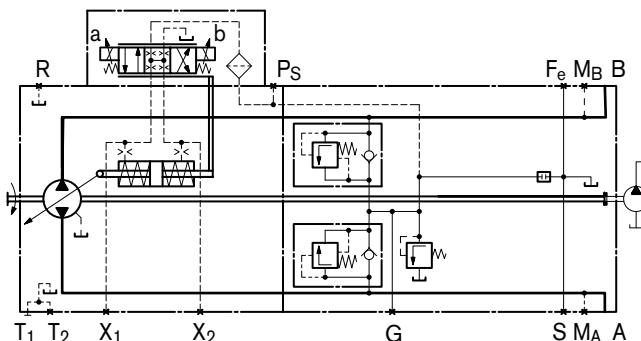 a b
R P_S F_e M_B B
T_1 T_2 X_1 X_2 G S M_A A